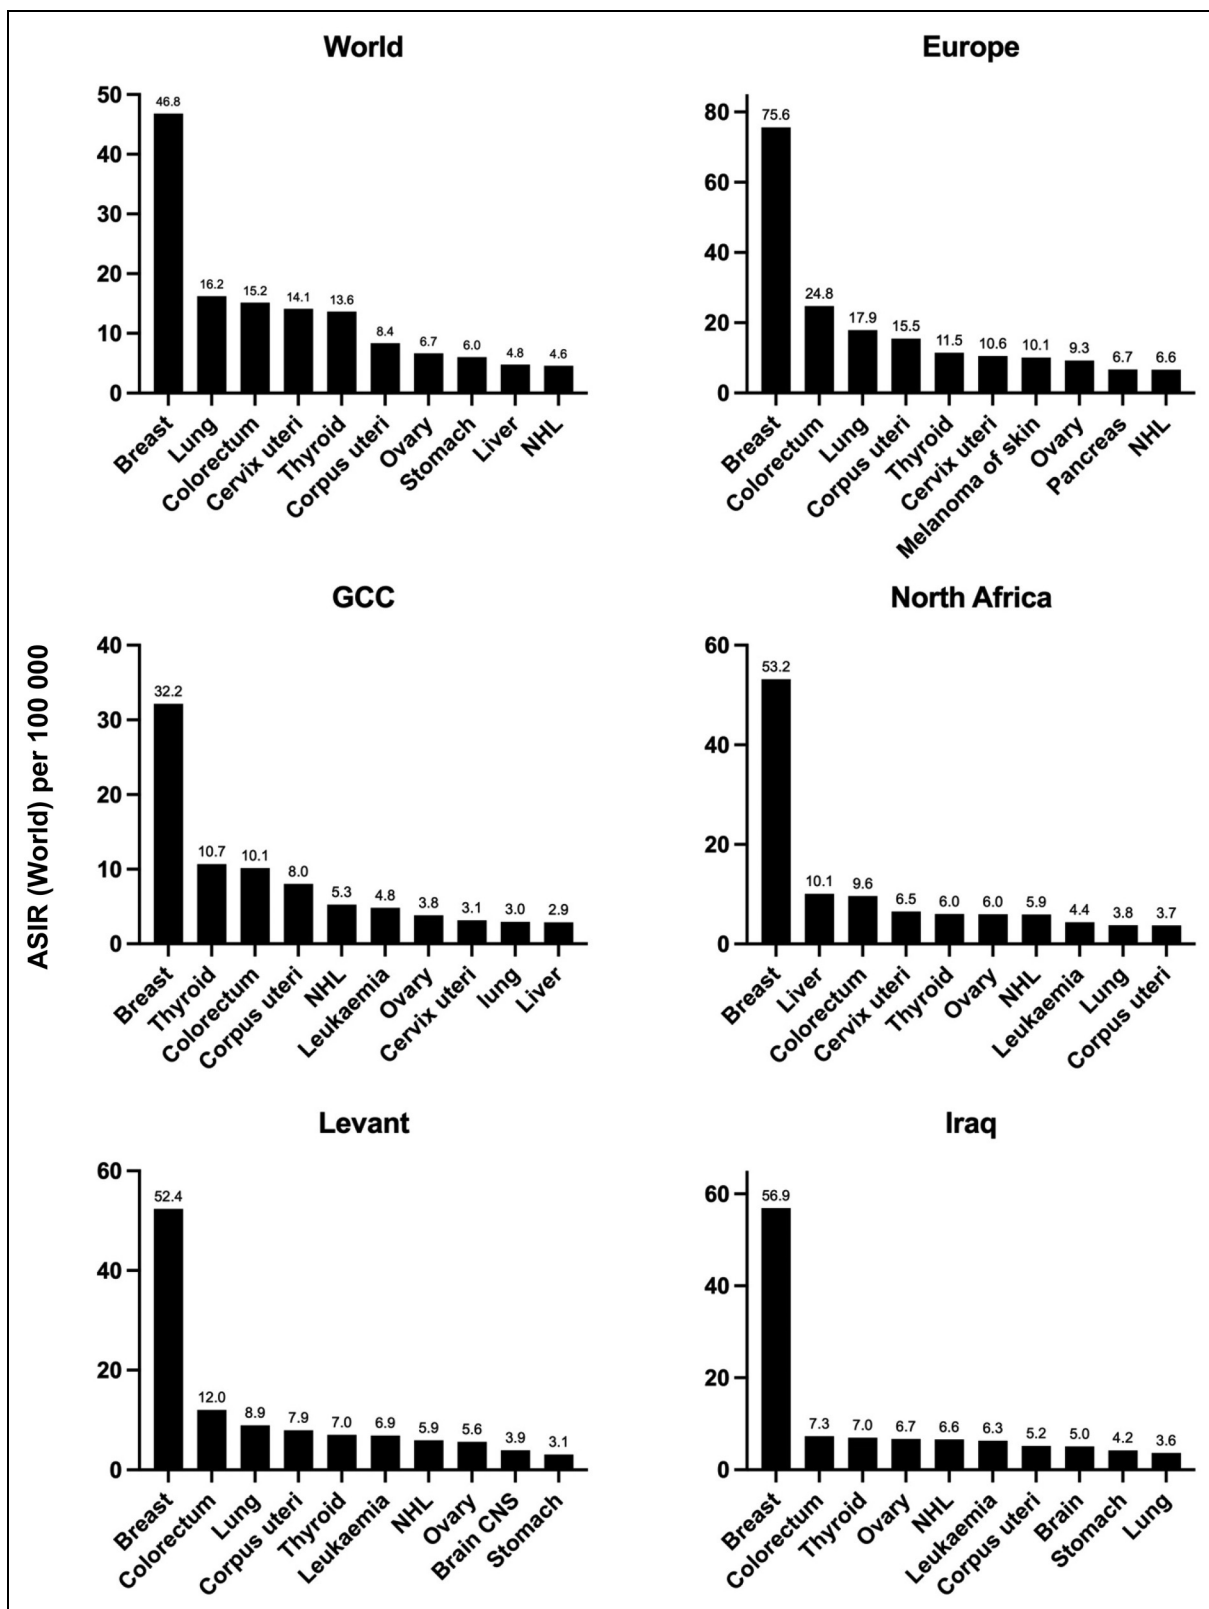 World
50
40
30
20
10
0
46.8
16.2
15.2
14.1
13.6
8.4
6.7
6.0
4.8
4.6
Breast
Lung
Colorectum
Cervix uteri
Thyroid
Corpus uteri
Ovary
Stomach
Liver
NHL
Europe
80
60
40
20
0
75.6
24.8
17.9
15.5
11.5
10.6
10.1
9.3
6.7
6.6
Breast
Colorectum
Lung
Corpus uteri
Thyroid
Cervix uteri
Melanoma of skin
Ovary
Pancreas
NHL
ASIR (World) per 100 000
GCC
40
30
20
10
0
32.2
10.7
10.1
8.0
5.3
4.8
3.8
3.1
3.0
2.9
Breast
Thyroid
Colorectum
Corpus uteri
NHL
Leukaemia
Ovary
Cervix uteri
lung
Liver
North Africa
60
40
20
0
53.2
10.1
9.6
6.5
6.0
6.0
5.9
4.4
3.8
3.7
Breast
Liver
Colorectum
Cervix uteri
Thyroid
Ovary
NHL
Leukaemia
Lung
Corpus uteri
Levant
60
40
20
0
52.4
12.0
8.9
7.9
7.0
6.9
5.9
5.6
3.9
3.1
Breast
Colorectum
Lung
Corpus uteri
Thyroid
Leukaemia
NHL
Ovary
Brain CNS
Stomach
Iraq
60
40
20
0
56.9
7.3
7.0
6.7
6.6
6.3
5.2
5.0
4.2
3.6
Breast
Colorectum
Thyroid
Ovary
NHL
Leukaemia
Corpus uteri
Brain
Stomach
Lung